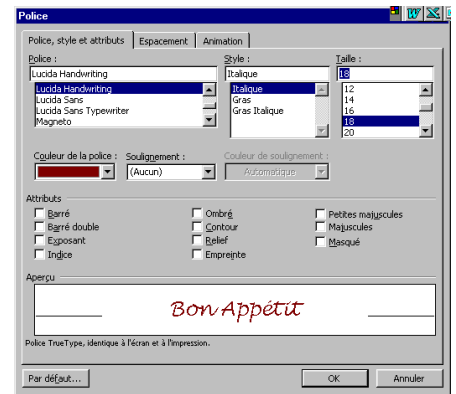 Police
Police, style et attributs Espacement Animation
Police : Style : Taille :
Lucida Handwriting Italique 18
Lucida Handwriting Italique 12
Lucida Sans Gras 14
Lucida Sans Typewriter Gras Italique 16
Magneto 18
20
Couleur de la police : Soulignement : Couleur de soulignement :
(Aucun) Automatique
Attributs
Barré Ombré Petites majuscules
Barré double Contour Majuscules
Exposant Relief Masqué
Indice Empreinte
Aperçu
Bon Appétit
Police TrueType, identique à l'écran et à l'impression.
Par défaut... OK Annuler